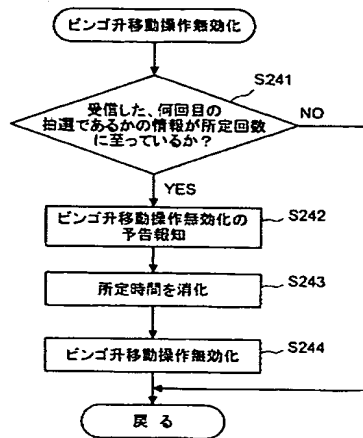 ビンゴ升移動操作無効化
S241
受信した、何回目の
抽選であるかの情報が所定回数
に至っているか？
NO
YES
ビンゴ升移動操作無効化の
予告報知
S242
所定時間を消化
S243
ビンゴ升移動操作無効化
S244
戻る